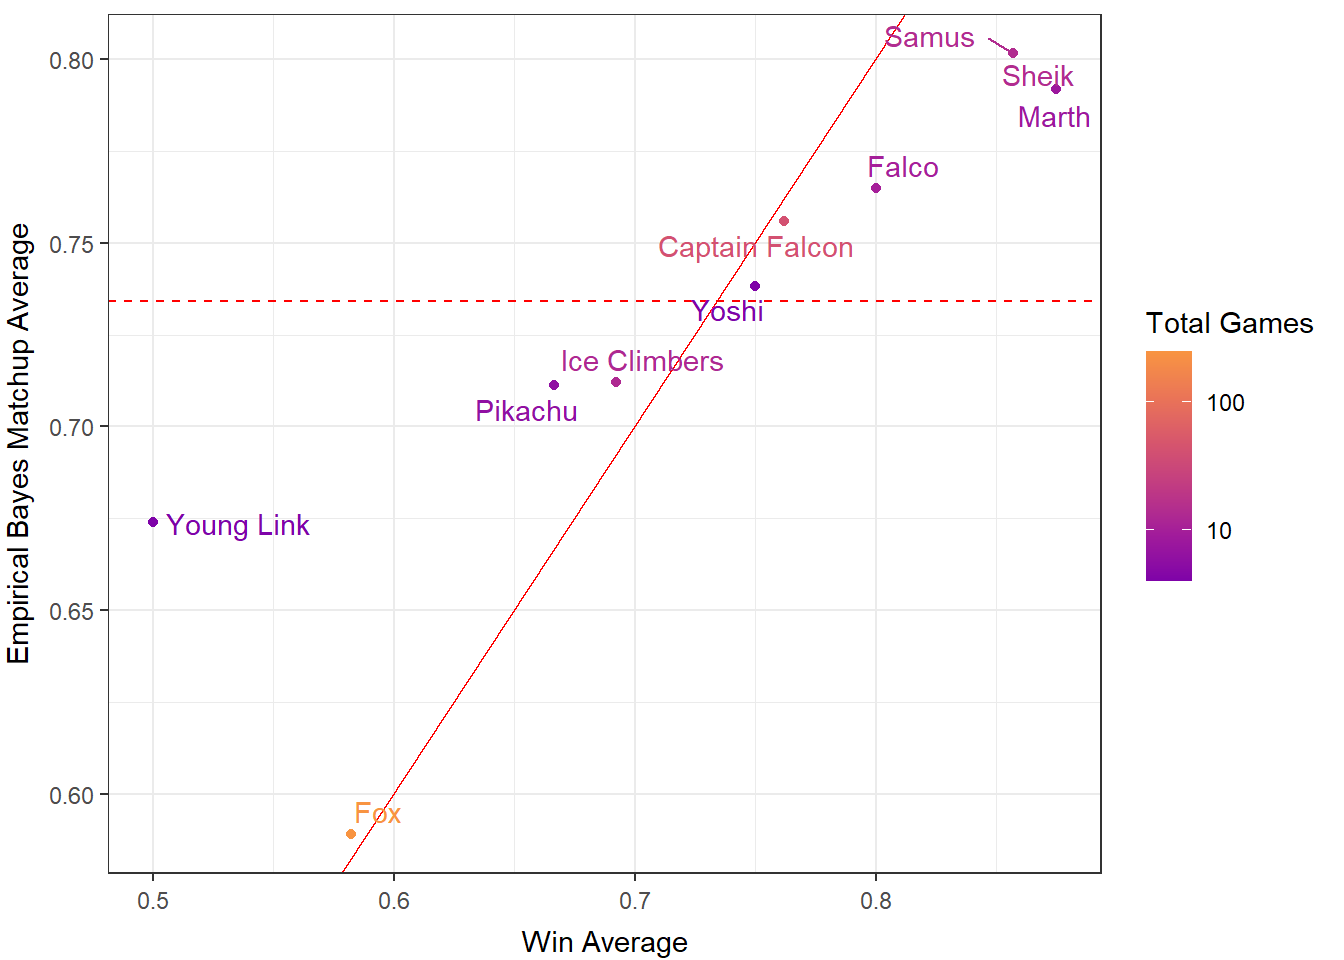 Empirical Bayes Matchup Average
0.80
0.75
0.70
0.65
0.60
Samus
Sheik
Marth
Falco
Captain Falcon
Yoshi
Ice Climbers
Pikachu
Young Link
Fox
0.5
0.6
0.7
0.8
Win Average
Total Games
100
10